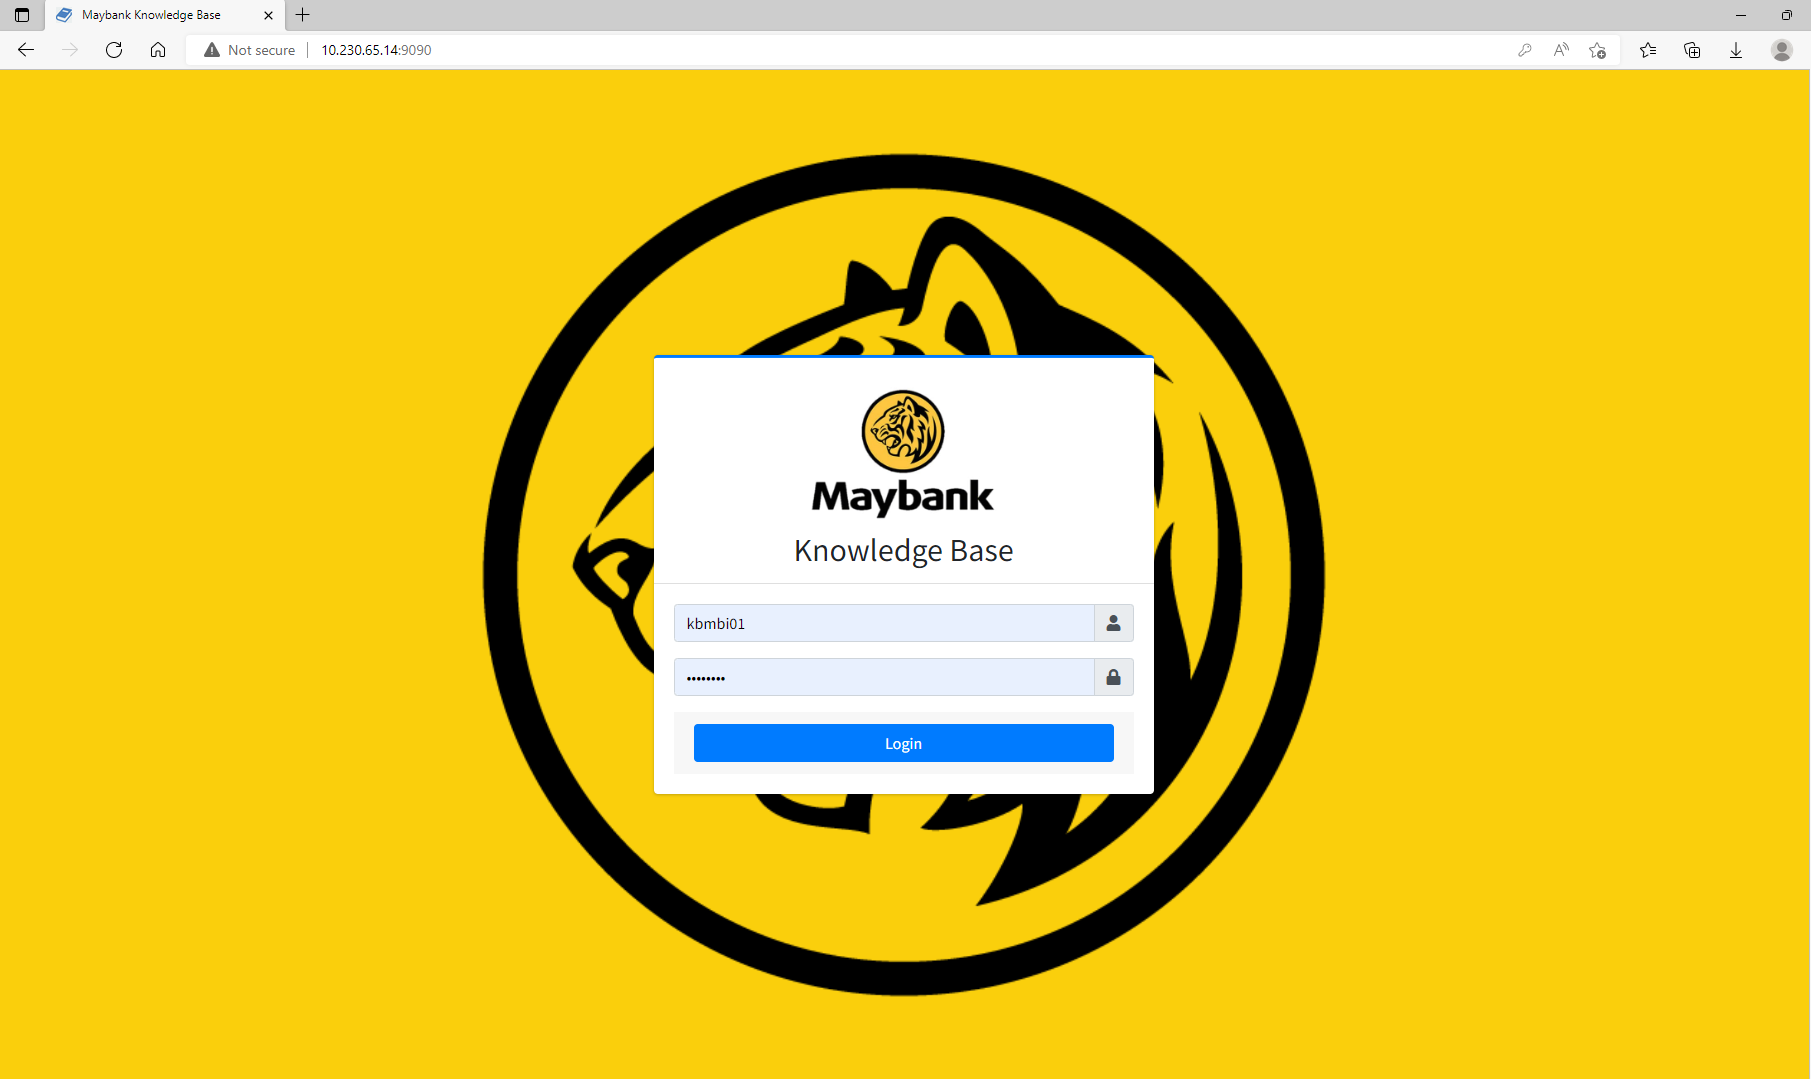 Maybank Knowledge Base
Not secure
10.230.65.14:9090
Maybank
Knowledge Base
kbmbi01
••••••••
Login